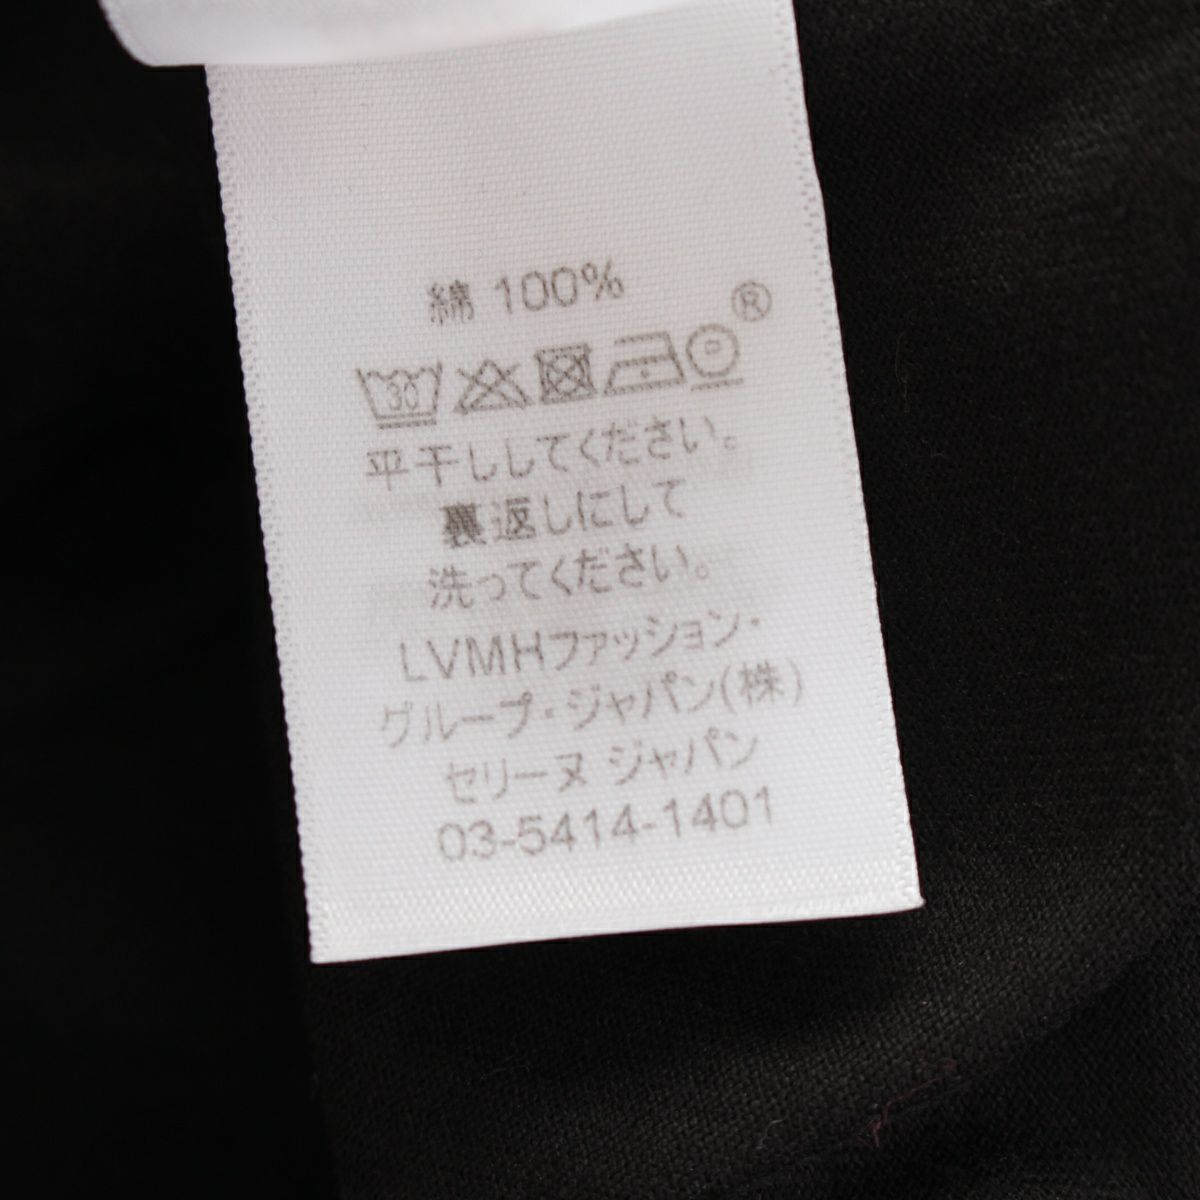 綿 100%
®
30
平干ししてください。
裏返しにして
洗ってください。
LVMHファッション・
グループ・ジャパン(株)
セリーヌ ジャパン
03-5414-1401